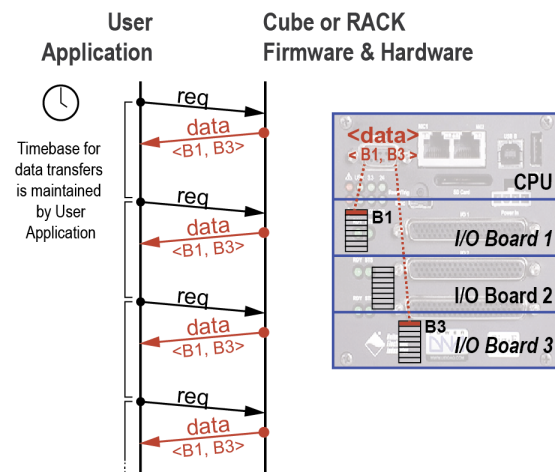 User
Application
Cube or RACK
Firmware & Hardware
Timebase for
data transfers
is maintained
by User
Application
req
data
<B1, B3>
req
data
<B1, B3>
req
data
<B1, B3>
req
data
<B1, B3>
<data>
< B1, B3 >
CPU
B1
I/O Board 1
I/O Board 2
B3
I/O Board 3